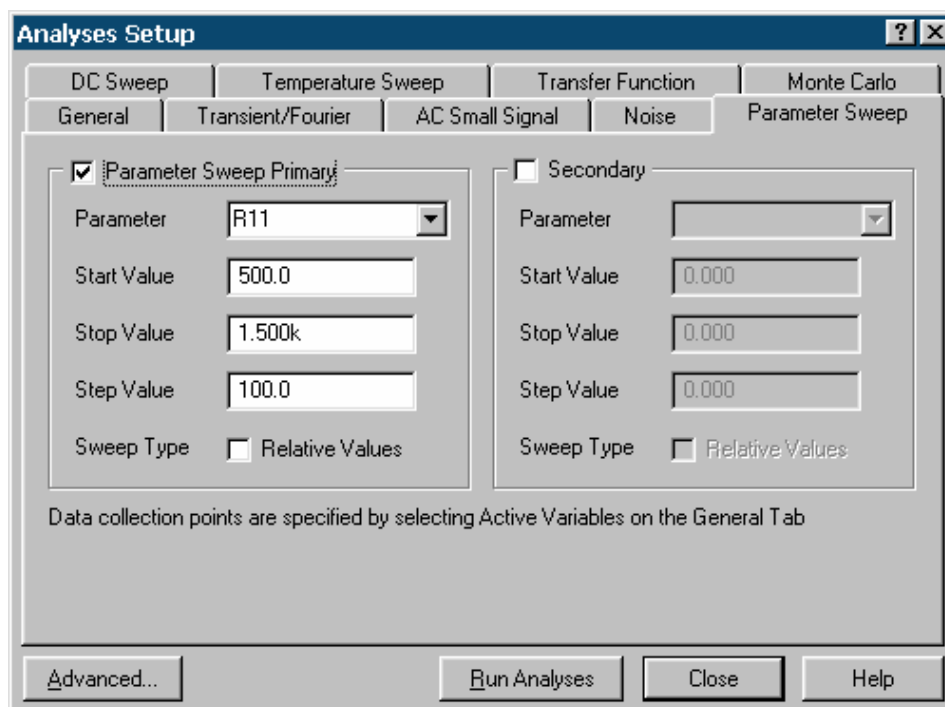 Analyses Setup
DC Sweep Temperature Sweep Transfer Function Monte Carlo
General Transient/Fourier AC Small Signal Noise Parameter Sweep
Parameter Sweep Primary
Parameter R11
Start Value 500.0
Stop Value 1.500k
Step Value 100.0
Sweep Type Relative Values
Secondary
Parameter
Start Value 0.000
Stop Value 0.000
Step Value 0.000
Sweep Type Relative Values
Data collection points are specified by selecting Active Variables on the General Tab
Advanced... Run Analyses Close Help